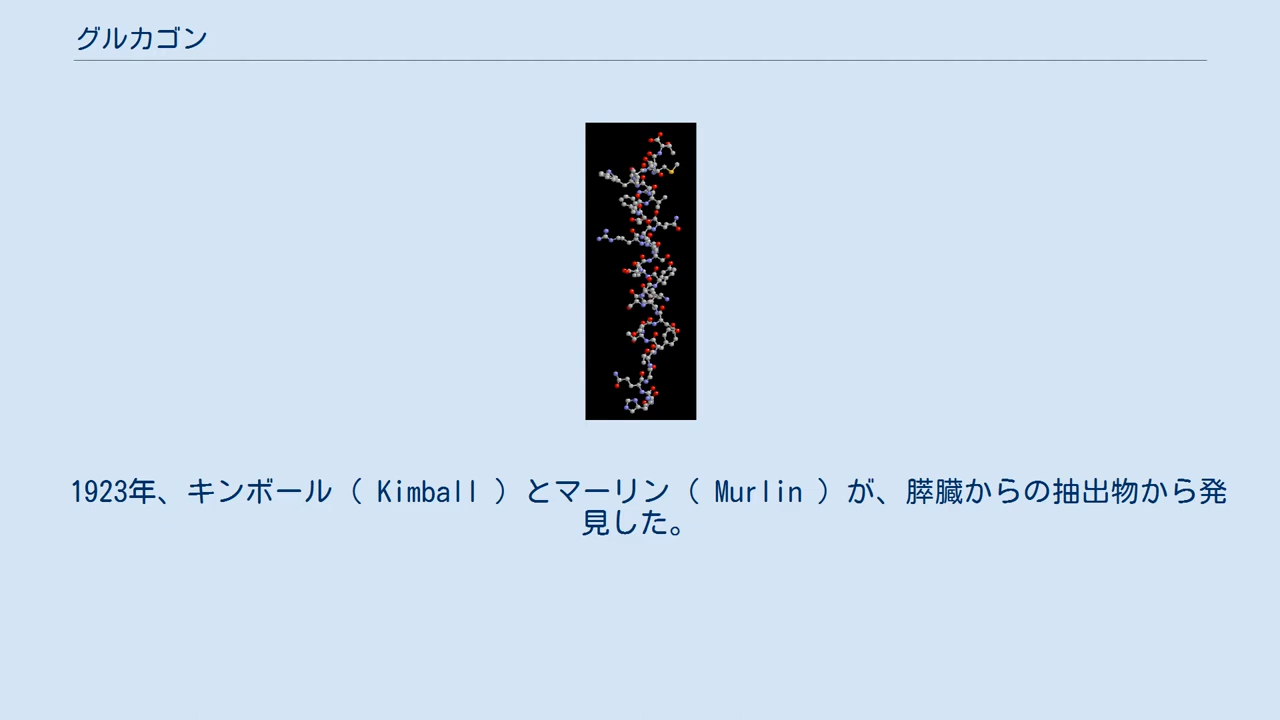 グルカゴン
1923年、キンボール（ Kimball ）とマーリン（ Murlin ）が、膵臓からの抽出物から発
見した。